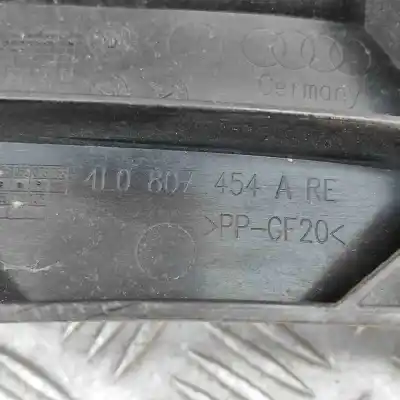 Germany
4L0 807 454 A RE
>PP-GF20<